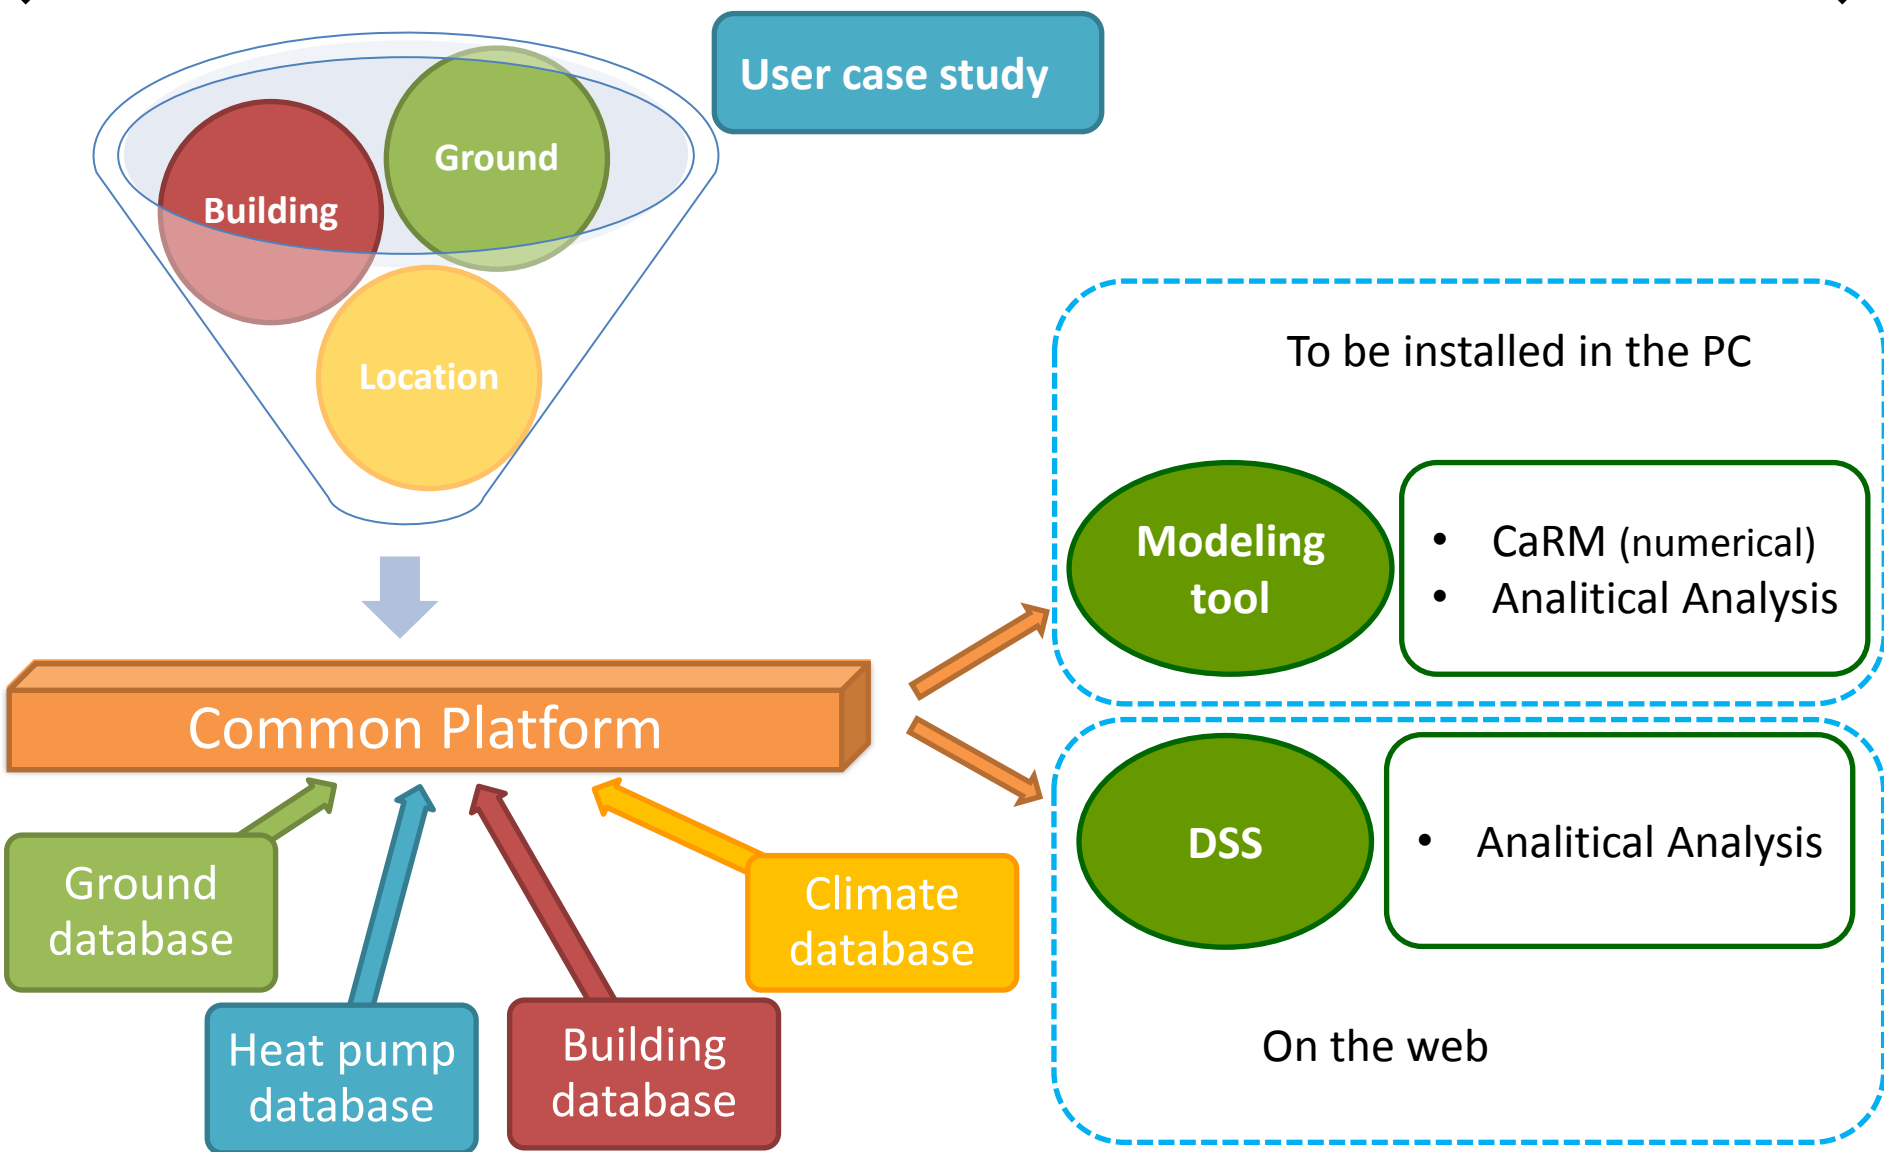 User case study
Ground
Building
Location
To be installed in the PC
Modeling
tool
• CaRM (numerical)
• Analitical Analysis
Common Platform
DSS
• Analitical Analysis
On the web
Ground
database
Heat pump
database
Building
database
Climate
database